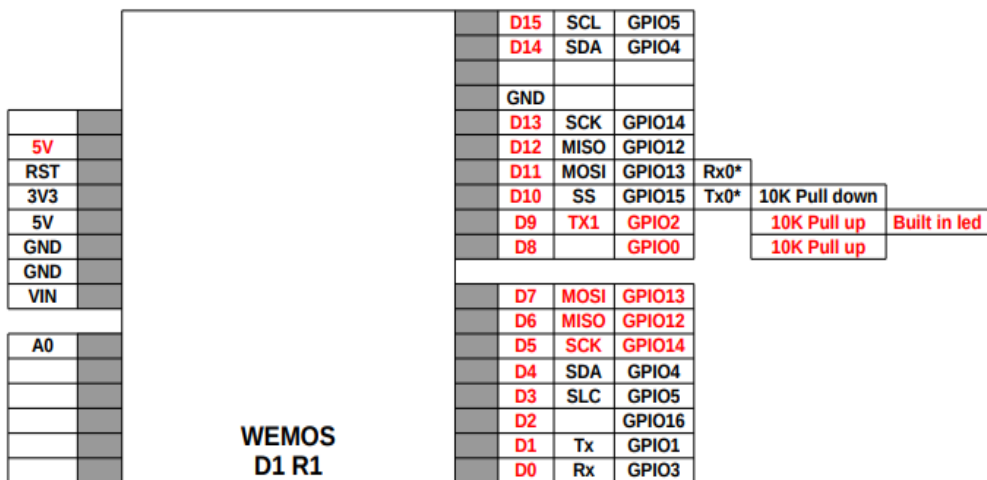 D15 SCL GPIO5
D14 SDA GPIO4
GND
D13 SCK GPIO14
5V D12 MISO GPIO12
RST D11 MOSI GPIO13 Rx0*
3V3 D10 SS GPIO15 Tx0* 10K Pull down
5V D9 TX1 GPIO2 10K Pull up Built in led
GND D8 GPIO0 10K Pull up
GND
VIN D7 MOSI GPIO13
D6 MISO GPIO12
A0 D5 SCK GPIO14
D4 SDA GPIO4
D3 SLC GPIO5
D2 GPIO16
WEMOS D1 Tx GPIO1
D1 R1 D0 Rx GPIO3